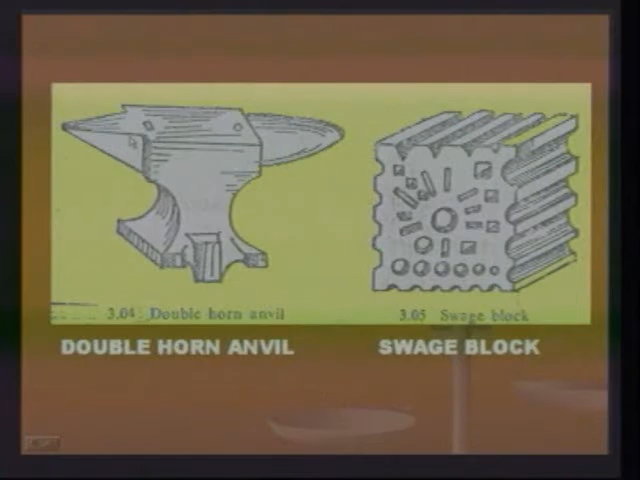 3.04 Double horn anvil
3.05 Swage block
DOUBLE HORN ANVIL
SWAGE BLOCK